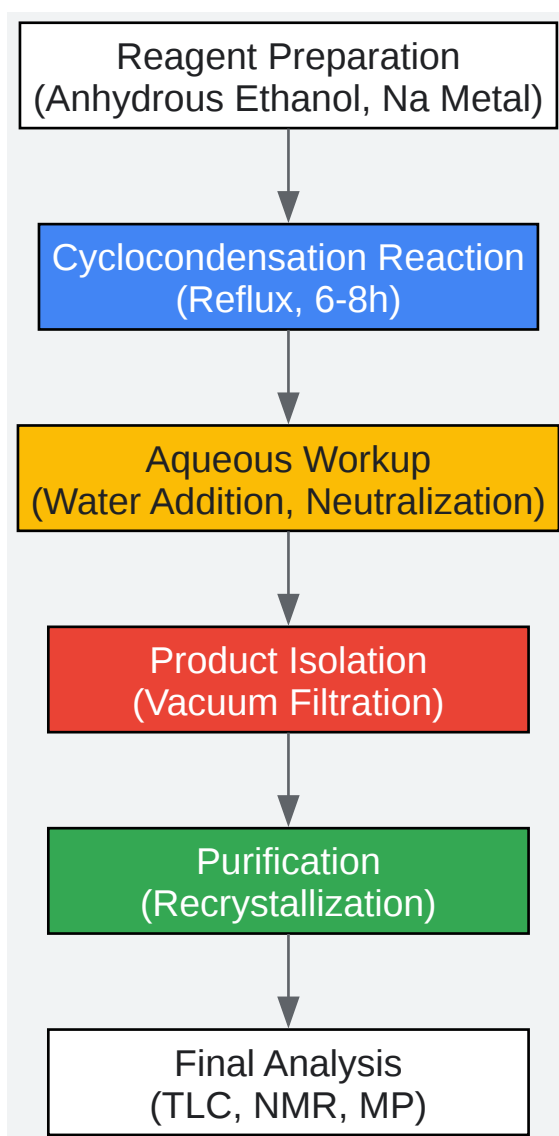 Reagent Preparation
(Anhydrous Ethanol, Na Metal)
Cyclocondensation Reaction
(Reflux, 6-8h)
Aqueous Workup
(Water Addition, Neutralization)
Product Isolation
(Vacuum Filtration)
Purification
(Recrystallization)
Final Analysis
(TLC, NMR, MP)